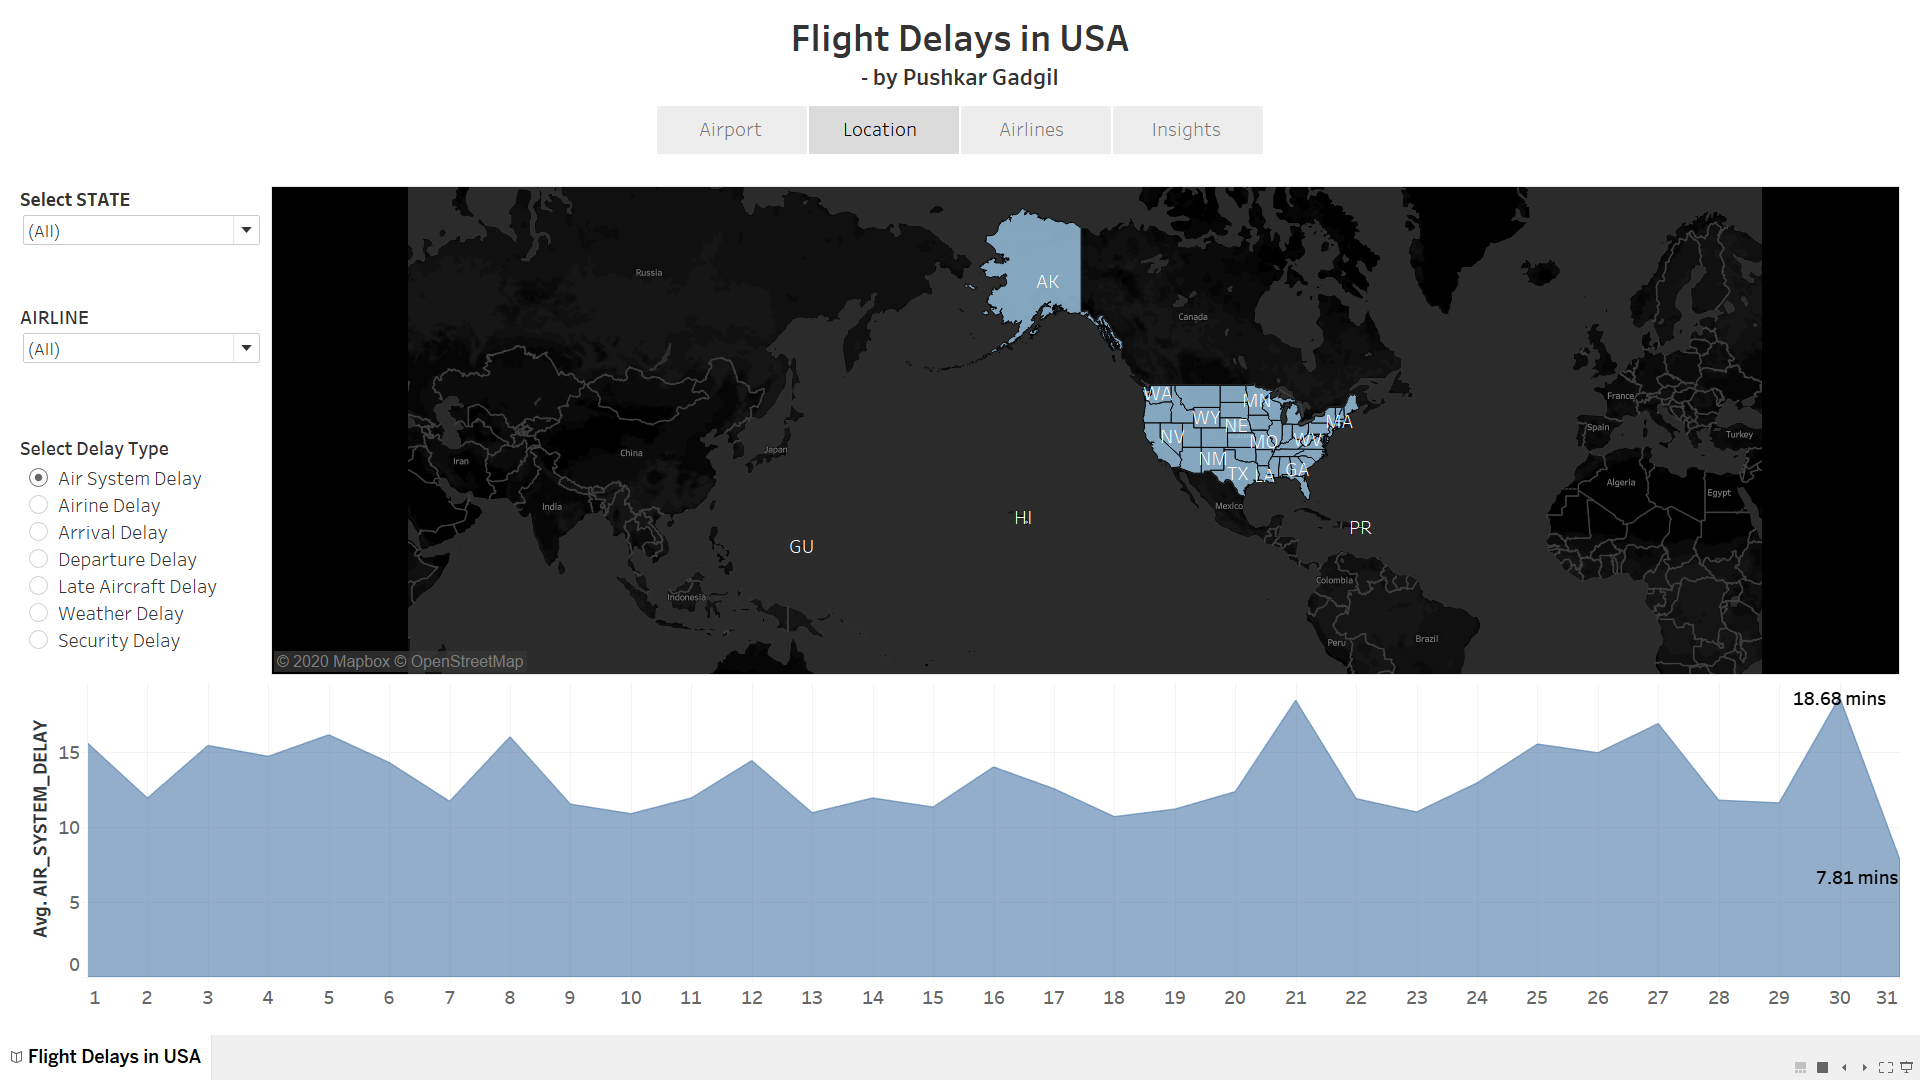 Flight Delays in USA
- by Pushkar Gadgil
Airport
Location
Airlines
Insights
Select STATE
(All)
AIRLINE
(All)
Select Delay Type
Air System Delay
Airine Delay
Arrival Delay
Departure Delay
Late Aircraft Delay
Weather Delay
Security Delay
Russia
AK
Canada
WA
MN
WY
NE
MA
NV
MO
WV
NM
TX
LA
GA
France
Spain
Turkey
Iran
China
Japan
India
Mexico
Algeria
Egypt
HI
GU
PR
Colombia
Indonesia
Peru
Brazil
© 2020 Mapbox © OpenStreetMap
Avg. AIR_SYSTEM_DELAY
15
10
5
0
18.68 mins
7.81 mins
1 2 3 4 5 6 7 8 9 10 11 12 13 14 15 16 17 18 19 20 21 22 23 24 25 26 27 28 29 30 31
Flight Delays in USA